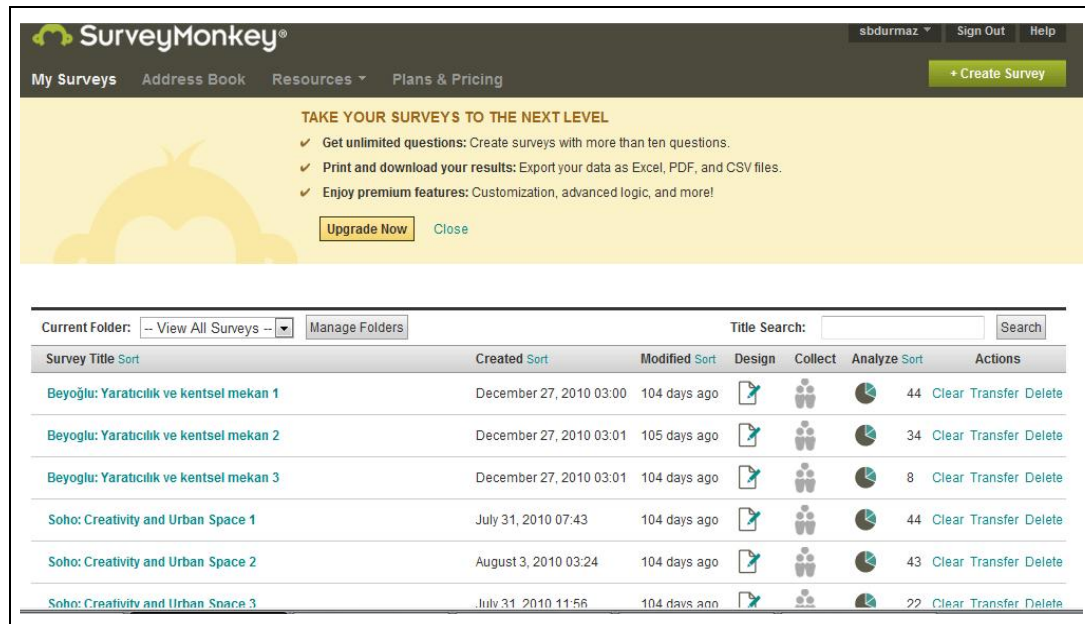 SurveyMonkey®
sbdurmaz Sign Out Help
My Surveys Address Book Resources Plans & Pricing + Create Survey
TAKE YOUR SURVEYS TO THE NEXT LEVEL
✔ Get unlimited questions: Create surveys with more than ten questions.
✔ Print and download your results: Export your data as Excel, PDF, and CSV files.
✔ Enjoy premium features: Customization, advanced logic, and more!
Upgrade Now Close
Current Folder: -- View All Surveys -- Manage Folders Title Search: Search
Survey Title Sort Created Sort Modified Sort Design Collect Analyze Sort Actions
Beyoğlu: Yaratıcılık ve kentsel mekan 1 December 27, 2010 03:00 104 days ago 44 Clear Transfer Delete
Beyoglu: Yaratıcılık ve kentsel mekan 2 December 27, 2010 03:01 105 days ago 34 Clear Transfer Delete
Beyoglu: Yaratıcılık ve kentsel mekan 3 December 27, 2010 03:01 104 days ago 8 Clear Transfer Delete
Soho: Creativity and Urban Space 1 July 31, 2010 07:43 104 days ago 44 Clear Transfer Delete
Soho: Creativity and Urban Space 2 August 3, 2010 03:24 104 days ago 43 Clear Transfer Delete
Soho: Creativity and Urban Space 3 July 31, 2010 11:56 104 days ago 22 Clear Transfer Delete